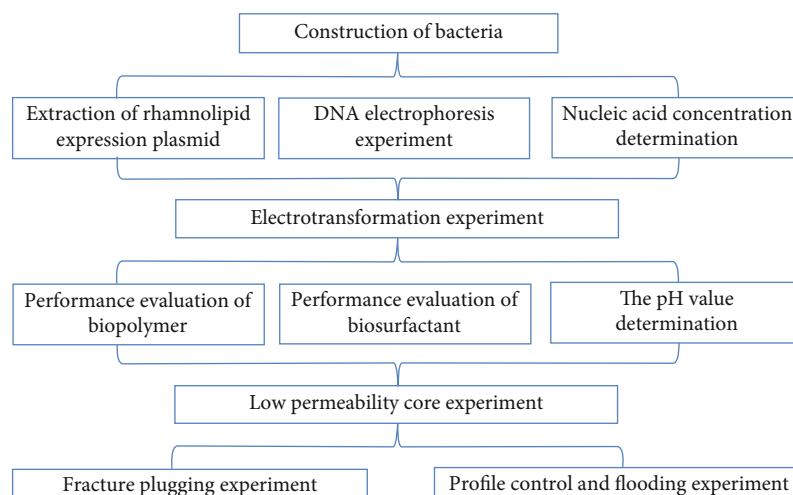 Construction of bacteria
Extraction of rhamnolipid
expression plasmid
DNA electrophoresis
experiment
Nucleic acid concentration
determination
Electrotransformation experiment
Performance evaluation of
biopolymer
Performance evaluation of
biosurfactant
The pH value
determination
Low permeability core experiment
Fracture plugging experiment
Profile control and flooding experiment